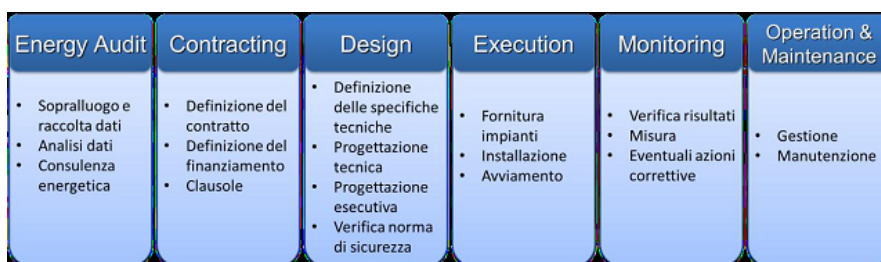 Energy Audit
• Sopralluogo e
raccolta dati
• Analisi dati
• Consulenza
energetica
Contracting
• Definizione del
contratto
• Definizione del
finanziamento
• Clausole
Design
• Definizione
delle specifiche
tecniche
• Progettazione
tecnica
• Progettazione
esecutiva
• Verifica norma
di sicurezza
Execution
• Fornitura
impianti
• Installazione
• Avviamento
Monitoring
• Verifica risultati
• Misura
• Eventuali azioni
correttive
Operation &
Maintenance
• Gestione
• Manutenzione